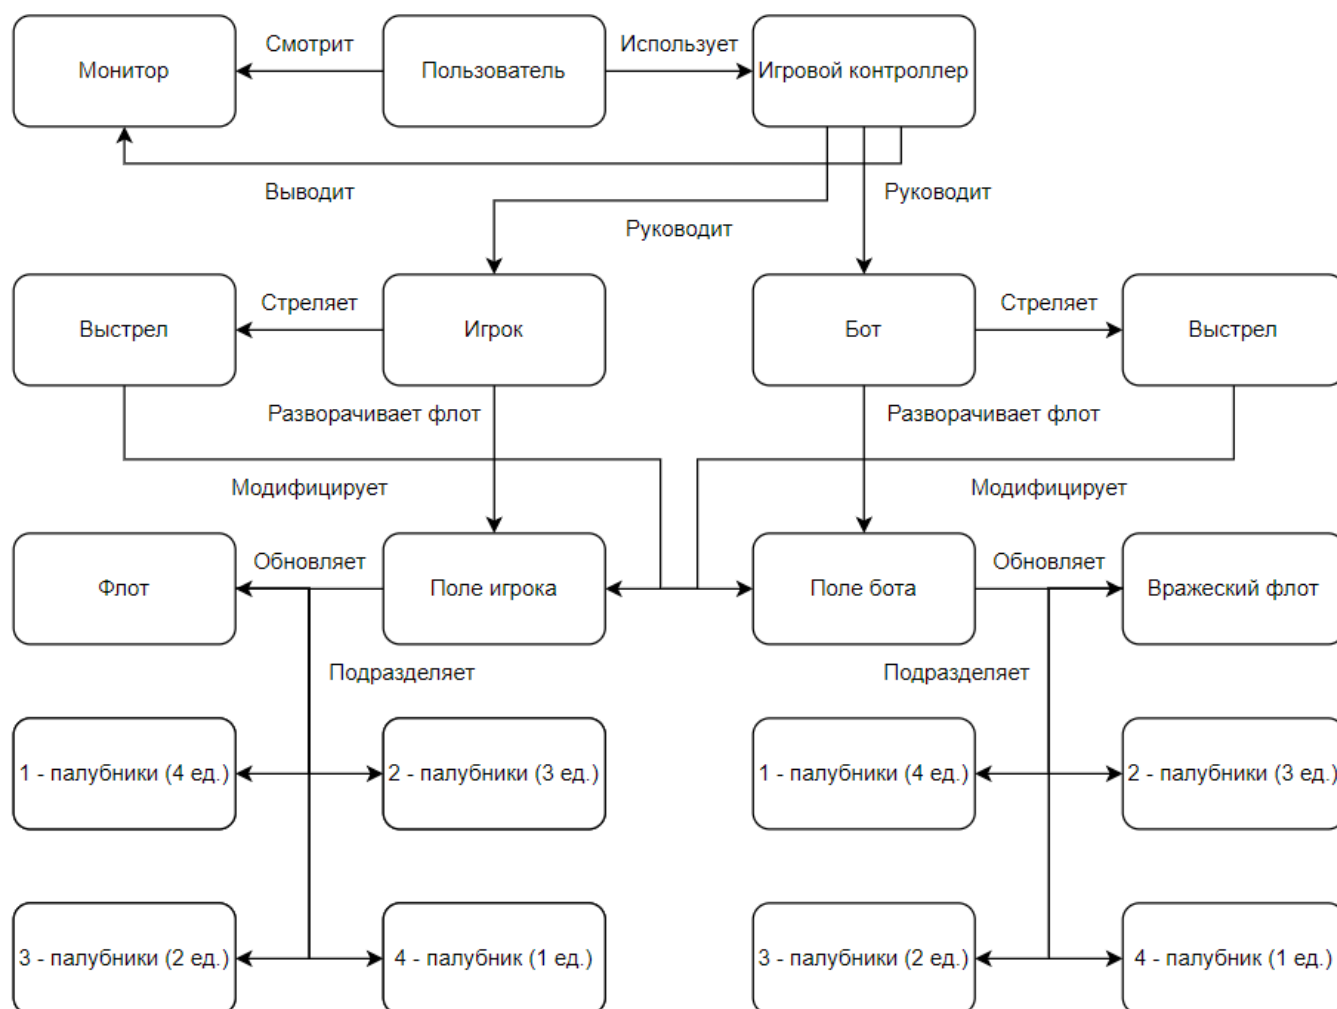 Смотрит
Использует
Монитор
Пользователь
Игровой контроллер
Выводит
Руководит
Руководит
Стреляет
Стреляет
Выстрел
Игрок
Бот
Выстрел
Разворачивает флот
Разворачивает флот
Модифицирует
Модифицирует
Обновляет
Обновляет
Флот
Поле игрока
Поле бота
Вражеский флот
Подразделяет
Подразделяет
1 - палубники (4 ед.)
2 - палубники (3 ед.)
1 - палубники (4 ед.)
2 - палубники (3 ед.)
3 - палубники (2 ед.)
4 - палубник (1 ед.)
3 - палубники (2 ед.)
4 - палубник (1 ед.)